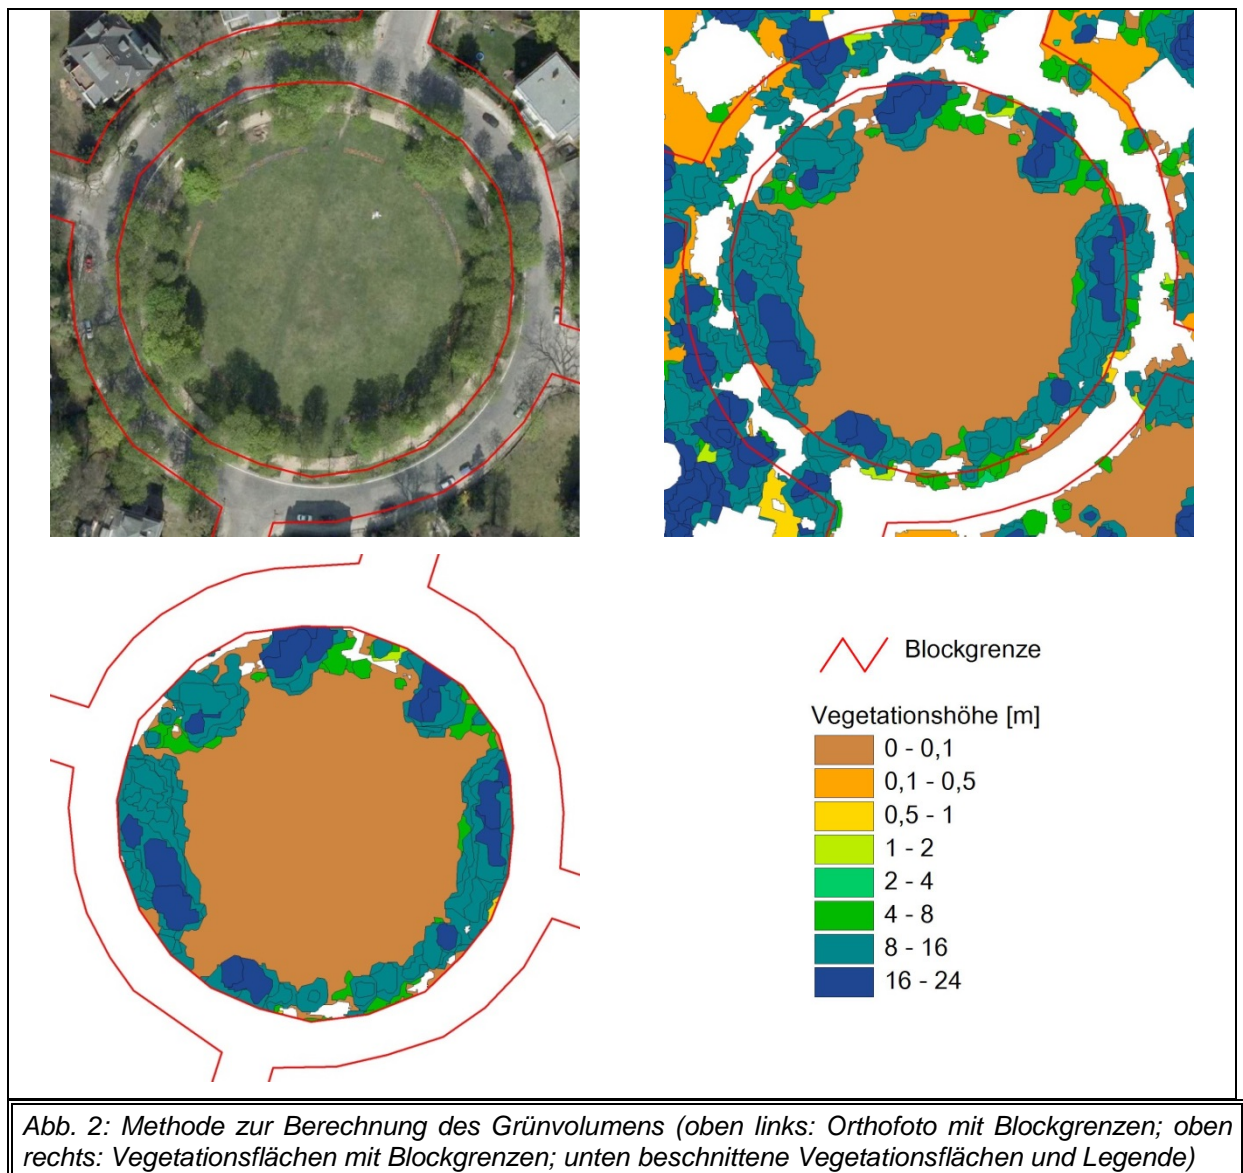 Blockgrenze
Vegetationshöhe [m]
0 - 0,1
0,1 - 0,5
0,5 - 1
1 - 2
2 - 4
4 - 8
8 - 16
16 - 24
Abb. 2: Methode zur Berechnung des Grünvolumens (oben links: Orthofoto mit Blockgrenzen; oben
rechts: Vegetationsflächen mit Blockgrenzen; unten beschnittene Vegetationsflächen und Legende)